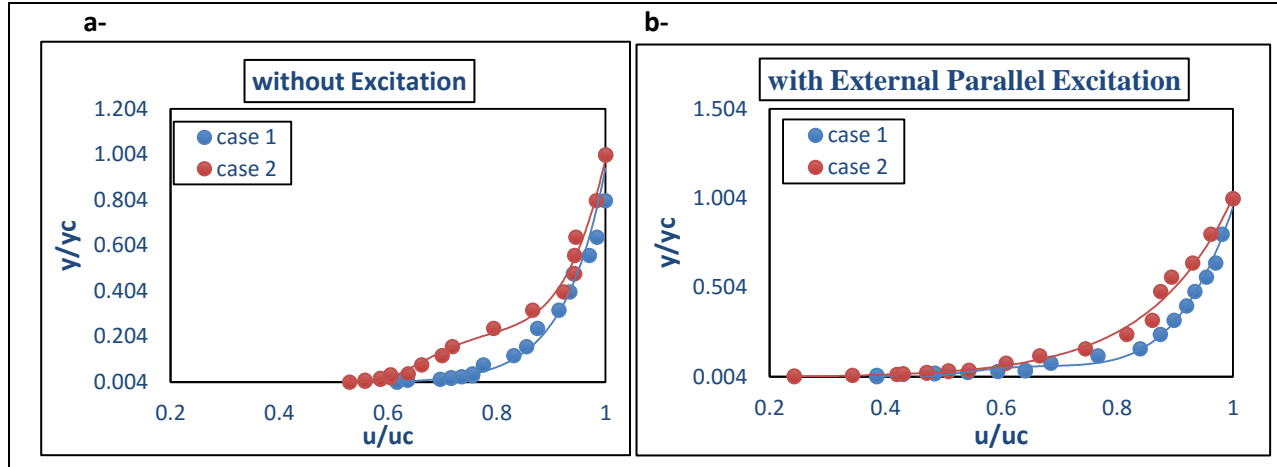 a-
without Excitation
1.204
1.004
0.804
0.604
0.404
0.204
0.004
y/yc
case 1
case 2
0.2 0.4 0.6 0.8 1
u/uc
b-
with External Parallel Excitation
1.504
1.004
0.504
0.004
y/yc
case 1
case 2
0.2 0.4 0.6 0.8 1
u/uc